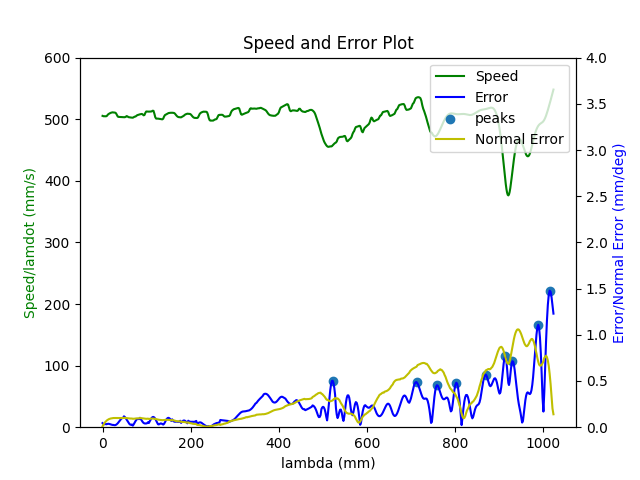 Speed and Error Plot
600
500
400
300
200
100
0
4.0
3.5
3.0
2.5
2.0
1.5
1.0
0.5
0.0
Speed/lamdot (mm/s)
Error/Normal Error (mm/deg)
Speed
Error
peaks
Normal Error
0 200 400 600 800 1000
lambda (mm)